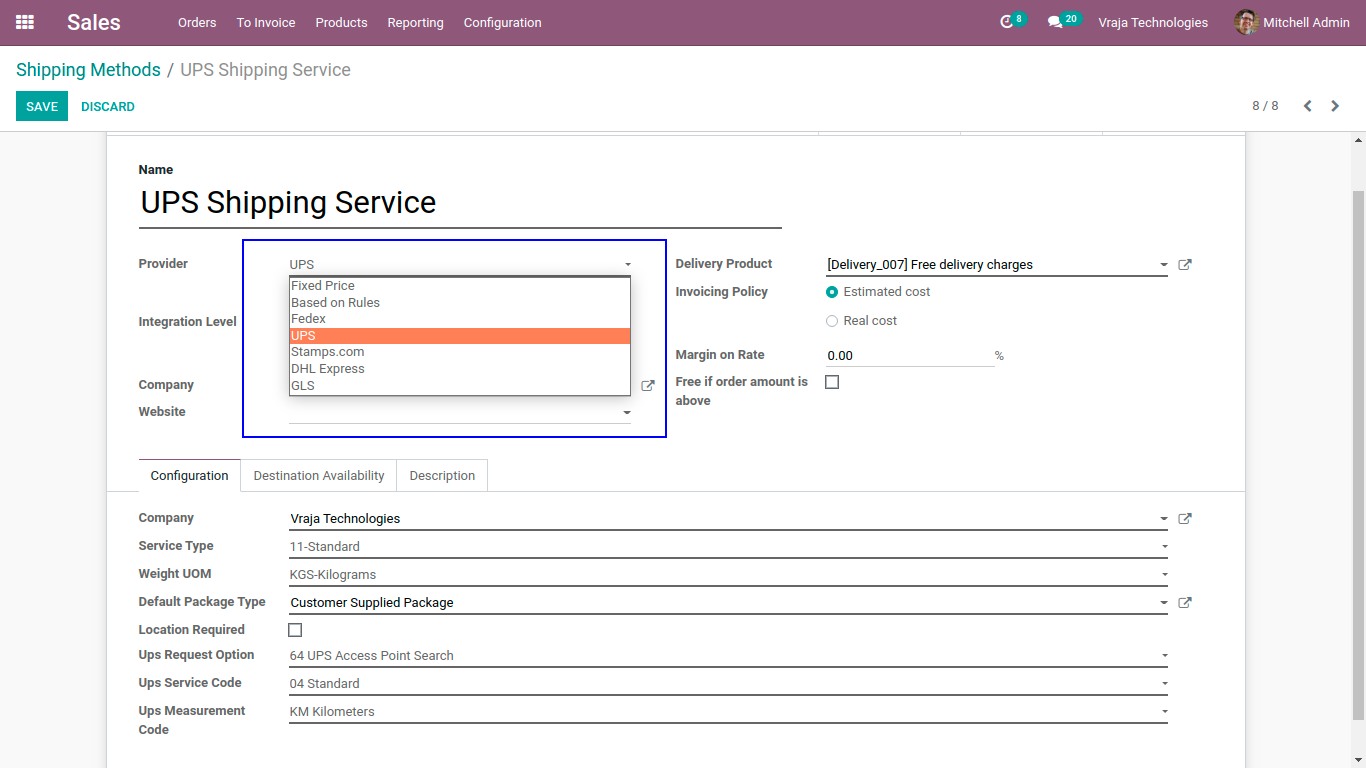 Sales Orders To Invoice Products Reporting Configuration 8 20 Vraja Technologies Mitchell Admin
Shipping Methods / UPS Shipping Service
SAVE DISCARD 8 / 8
Name
UPS Shipping Service
Provider UPS
Fixed Price
Based on Rules
Fedex
UPS
Stamps.com
DHL Express
GLS
Integration Level
Company
Website
Delivery Product [Delivery_007] Free delivery charges
Invoicing Policy Estimated cost
Real cost
Margin on Rate 0.00 %
Free if order amount is
above
Configuration Destination Availability Description
Company Vraja Technologies
Service Type 11-Standard
Weight UOM KGS-Kilograms
Default Package Type Customer Supplied Package
Location Required
Ups Request Option 64 UPS Access Point Search
Ups Service Code 04 Standard
Ups Measurement KM Kilometers
Code